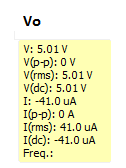 Vo
V: 5.01 V
V(p-p): 0 V
V(rms): 5.01 V
V(dc): 5.01 V
I: -41.0 uA
I(p-p): 0 A
I(rms): 41.0 uA
I(dc): -41.0 uA
Freq.: